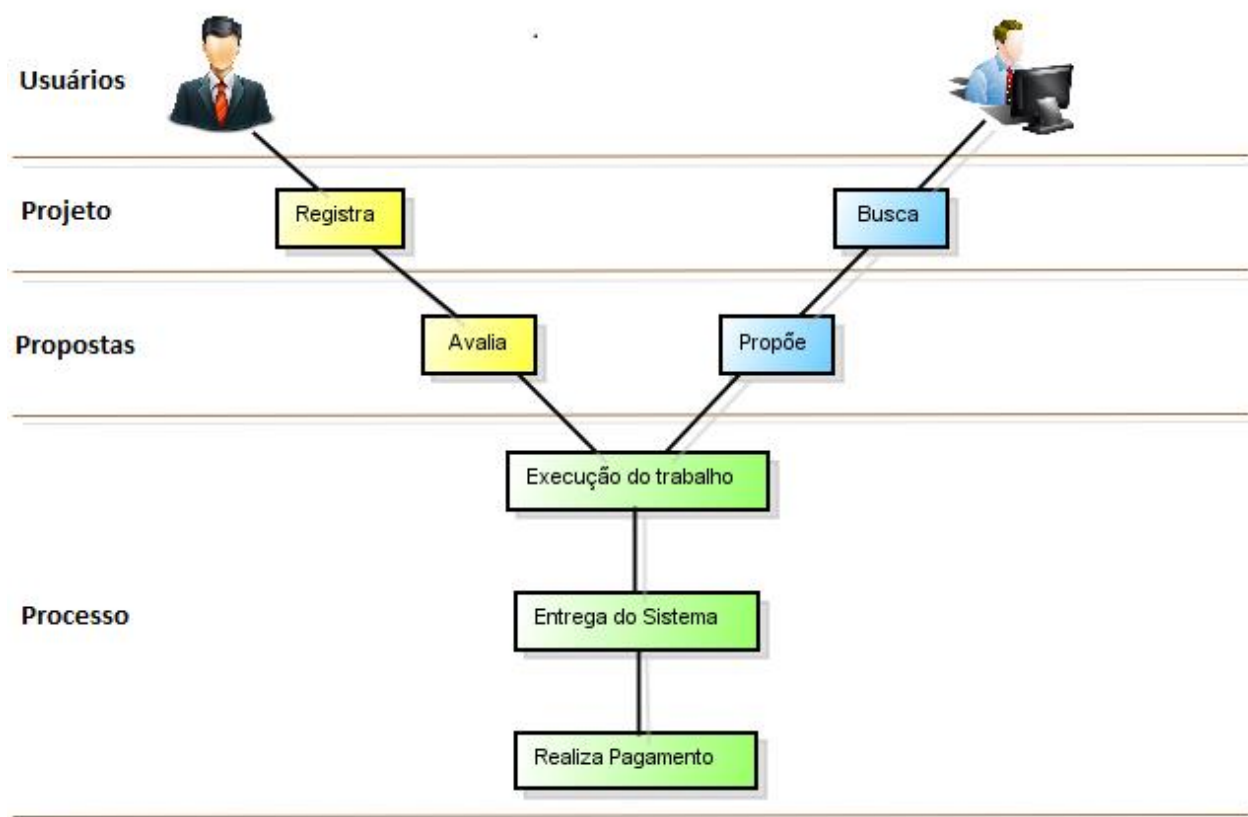 Usuários
Projeto
Registra
Busca
Propostas
Avalia
Propõe
Execução do trabalho
Processo
Entrega do Sistema
Realiza Pagamento